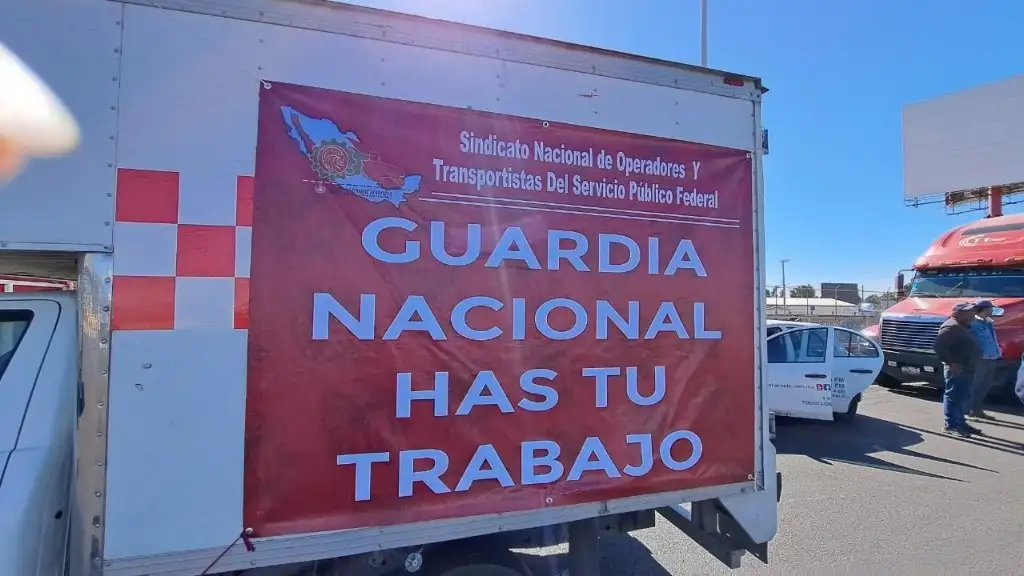 Sindicato Nacional de Operadores Y
Transportistas Del Servicio Público Federal
GUARDIA
NACIONAL
HAS TU
TRABAJO